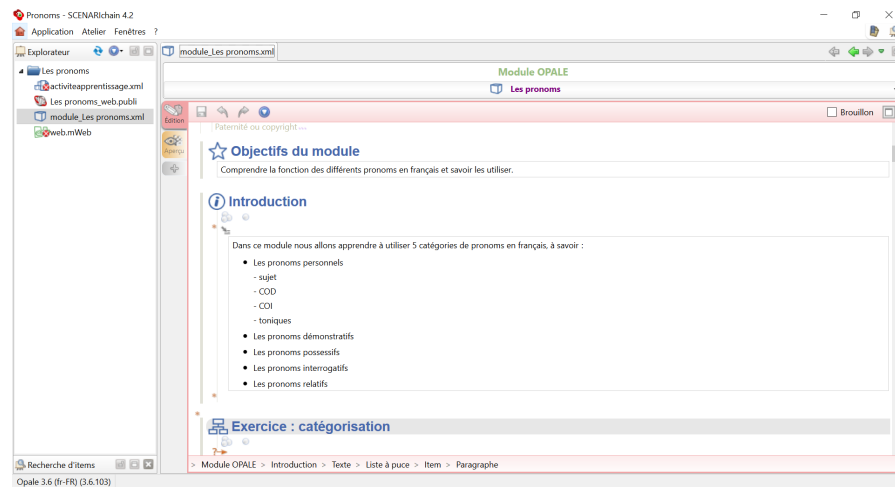 Pronoms - SCENARIchain 4.2
Application Atelier Fenêtres ?
Explorateur
module_Les pronoms.xml
Les pronoms
activiteapprentissage.xml
Les pronoms_web.publi
module_Les pronoms.xml
web.mWeb
Module OPALE
Les pronoms
Edition
Brouillon
Aperçu
Paternité ou copyright
Objectifs du module
Comprendre la fonction des différents pronoms en français et savoir les utiliser.
Introduction
Dans ce module nous allons apprendre à utiliser 5 catégories de pronoms en français, à savoir :
• Les pronoms personnels
- sujet
- COD
- COI
- toniques
• Les pronoms démonstratifs
• Les pronoms possessifs
• Les pronoms interrogatifs
• Les pronoms relatifs
Exercice : catégorisation
Recherche d'items
> Module OPALE > Introduction > Texte > Liste à puce > Item > Paragraphe
Opale 3.6 (fr-FR) (3.6.103)